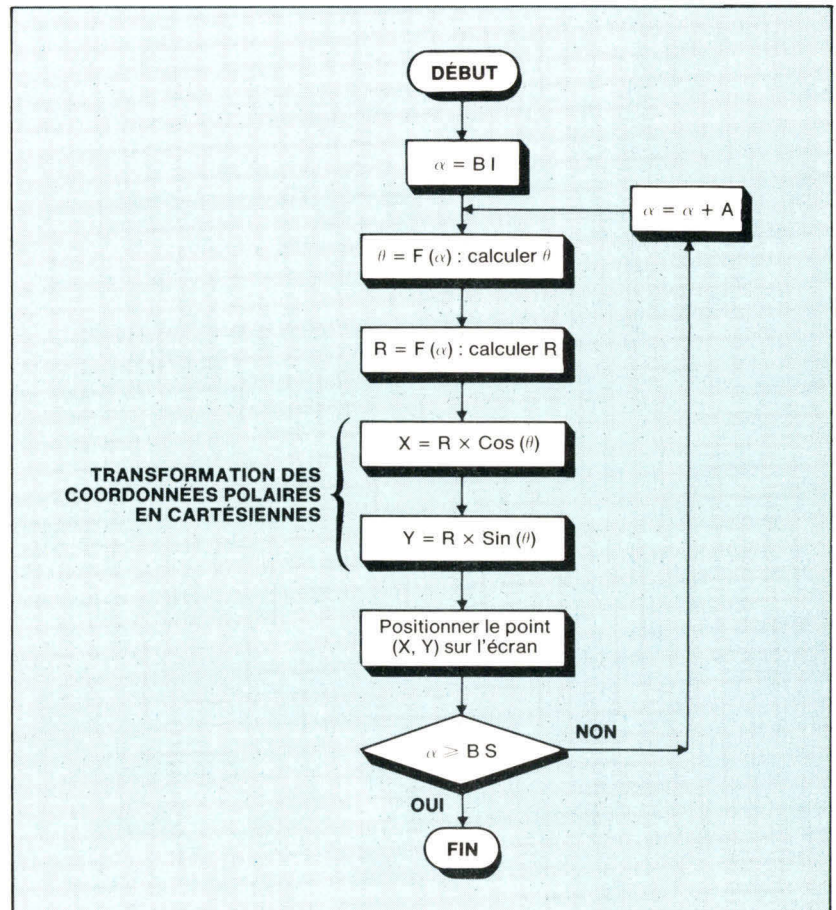 DÉBUT
α = B I
α = α + A
θ = F (α) : calculer θ
R = F (α) : calculer R
TRANSFORMATION DES
COORDONNÉES POLAIRES
EN CARTÉSIENNES
X = R × Cos (θ)
Y = R × Sin (θ)
Positionner le point
(X, Y) sur l'écran
α ⩾ B S
NON
OUI
FIN